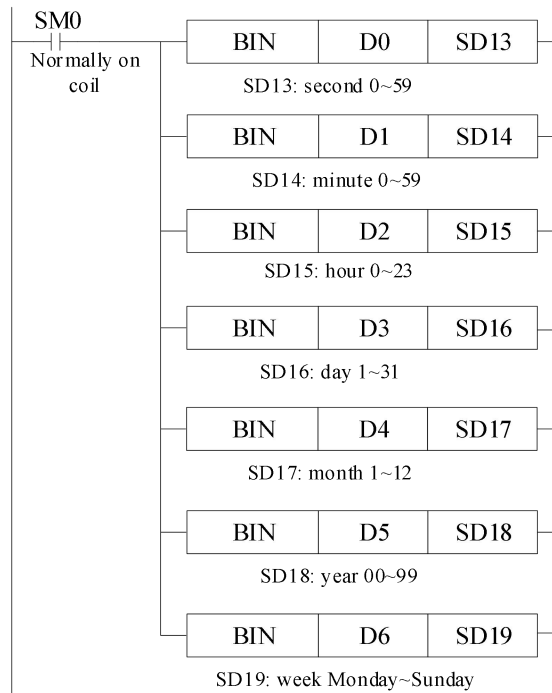 SM0
Normally on
coil
BIN D0 SD13
SD13: second 0~59
BIN D1 SD14
SD14: minute 0~59
BIN D2 SD15
SD15: hour 0~23
BIN D3 SD16
SD16: day 1~31
BIN D4 SD17
SD17: month 1~12
BIN D5 SD18
SD18: year 00~99
BIN D6 SD19
SD19: week Monday~Sunday